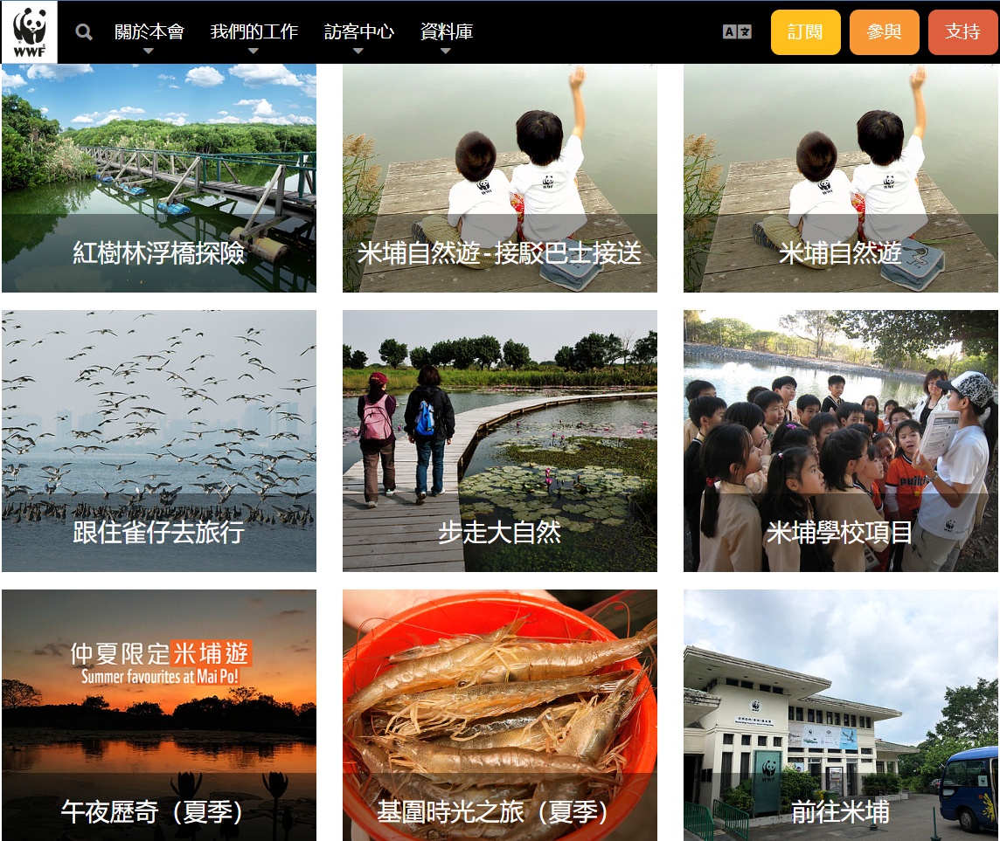 WWF
關於本會
我們的工作
訪客中心
資料庫
訂閱
參與
支持
紅樹林浮橋探險
米埔自然遊 - 接駁巴士接送
米埔自然遊
跟住雀仔去旅行
步走大自然
米埔學校項目
仲夏限定米埔遊
Summer favourites at Mai Po!
午夜歷奇（夏季）
基圍時光之旅（夏季）
前往米埔